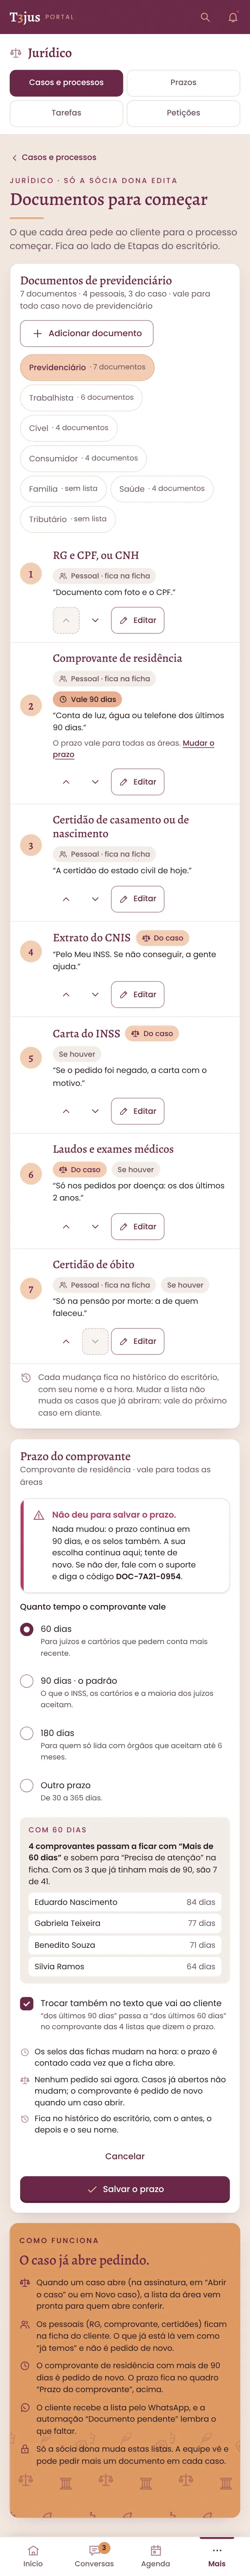 T3jus PORTAL
Jurídico
Casos e processos
Prazos
Tarefas
Petições
Casos e processos
JURÍDICO · SÓ A SÓCIA DONA EDITA
Documentos para começar
O que cada área pede ao cliente para o processo
começar. Fica ao lado de Etapas do escritório.
Documentos de previdenciário
7 documentos · 4 pessoais, 3 do caso · vale para
todo caso novo de previdenciário
Adicionar documento
Previdenciário · 7 documentos
Trabalhista · 6 documentos
Cível · 4 documentos
Consumidor · 4 documentos
Família · sem lista
Saúde · 4 documentos
Tributário · sem lista
1
RG e CPF, ou CNH
Pessoal · fica na ficha
“Documento com foto e o CPF.”
Editar
2
Comprovante de residência
Pessoal · fica na ficha
Vale 90 dias
“Conta de luz, água ou telefone dos últimos
90 dias.”
O prazo vale para todas as áreas. Mudar o
prazo
Editar
3
Certidão de casamento ou de
nascimento
Pessoal · fica na ficha
“A certidão do estado civil de hoje.”
Editar
4
Extrato do CNIS
Do caso
“Pelo Meu INSS. Se não conseguir, a gente
ajuda.”
Editar
5
Carta do INSS
Do caso
Se houver
“Se o pedido foi negado, a carta com o
motivo.”
Editar
6
Laudos e exames médicos
Do caso
Se houver
“Só nos pedidos por doença: os dos últimos
2 anos.”
Editar
7
Certidão de óbito
Pessoal · fica na ficha
Se houver
“Só na pensão por morte: a de quem
faleceu.”
Editar
Cada mudança fica no histórico do escritório,
com seu nome e a hora. Mudar a lista não
muda os casos que já abriram: vale do próximo
caso em diante.
Prazo do comprovante
Comprovante de residência · vale para todas as
áreas
Não deu para salvar o prazo.
Nada mudou: o prazo continua em
90 dias, e os selos também. A sua
escolha continua aqui; tente de
novo. Se não der, fale com o suporte
e diga o código DOC-7A21-0954.
Quanto tempo o comprovante vale
60 dias
Para juízos e cartórios que pedem conta mais
recente.
90 dias · o padrão
O que o INSS, os cartórios e a maioria dos juízos
aceitam.
180 dias
Para quem só lida com órgãos que aceitam até 6
meses.
Outro prazo
De 30 a 365 dias.
COM 60 DIAS
4 comprovantes passam a ficar com “Mais de
60 dias” e sobem para “Precisa de atenção” na
ficha. Com os 3 que já tinham mais de 90, são 7
de 41.
Eduardo Nascimento 84 dias
Gabriela Teixeira 77 dias
Benedito Souza 71 dias
Silvia Ramos 64 dias
Trocar também no texto que vai ao cliente
“dos últimos 90 dias” passa a “dos últimos 60 dias”
no comprovante das 4 listas que dizem o prazo.
Os selos das fichas mudam na hora: o prazo é
contado cada vez que a ficha abre.
Nenhum pedido sai agora. Casos já abertos não
mudam; o comprovante é pedido de novo
quando um caso abrir.
Fica no histórico do escritório, com o antes, o
depois e o seu nome.
Cancelar
Salvar o prazo
COMO FUNCIONA
O caso já abre pedindo.
Quando um caso abre (na assinatura, em “Abrir
o caso” ou em Novo caso), a lista da área vem
pronta para quem abre conferir.
Os pessoais (RG, comprovante, certidões) ficam
na ficha do cliente. O que já está lá vem como
“já temos” e não é pedido de novo.
O comprovante de residência com mais de 90
dias é pedido de novo. O prazo fica no quadro
“Prazo do comprovante”, acima.
O cliente recebe a lista pelo WhatsApp, e a
automação “Documento pendente” lembra o
que faltar.
Só a sócia dona muda estas listas. A equipe vê e
pode pedir mais um documento em cada caso.
Início
3
Conversas
Agenda
Mais